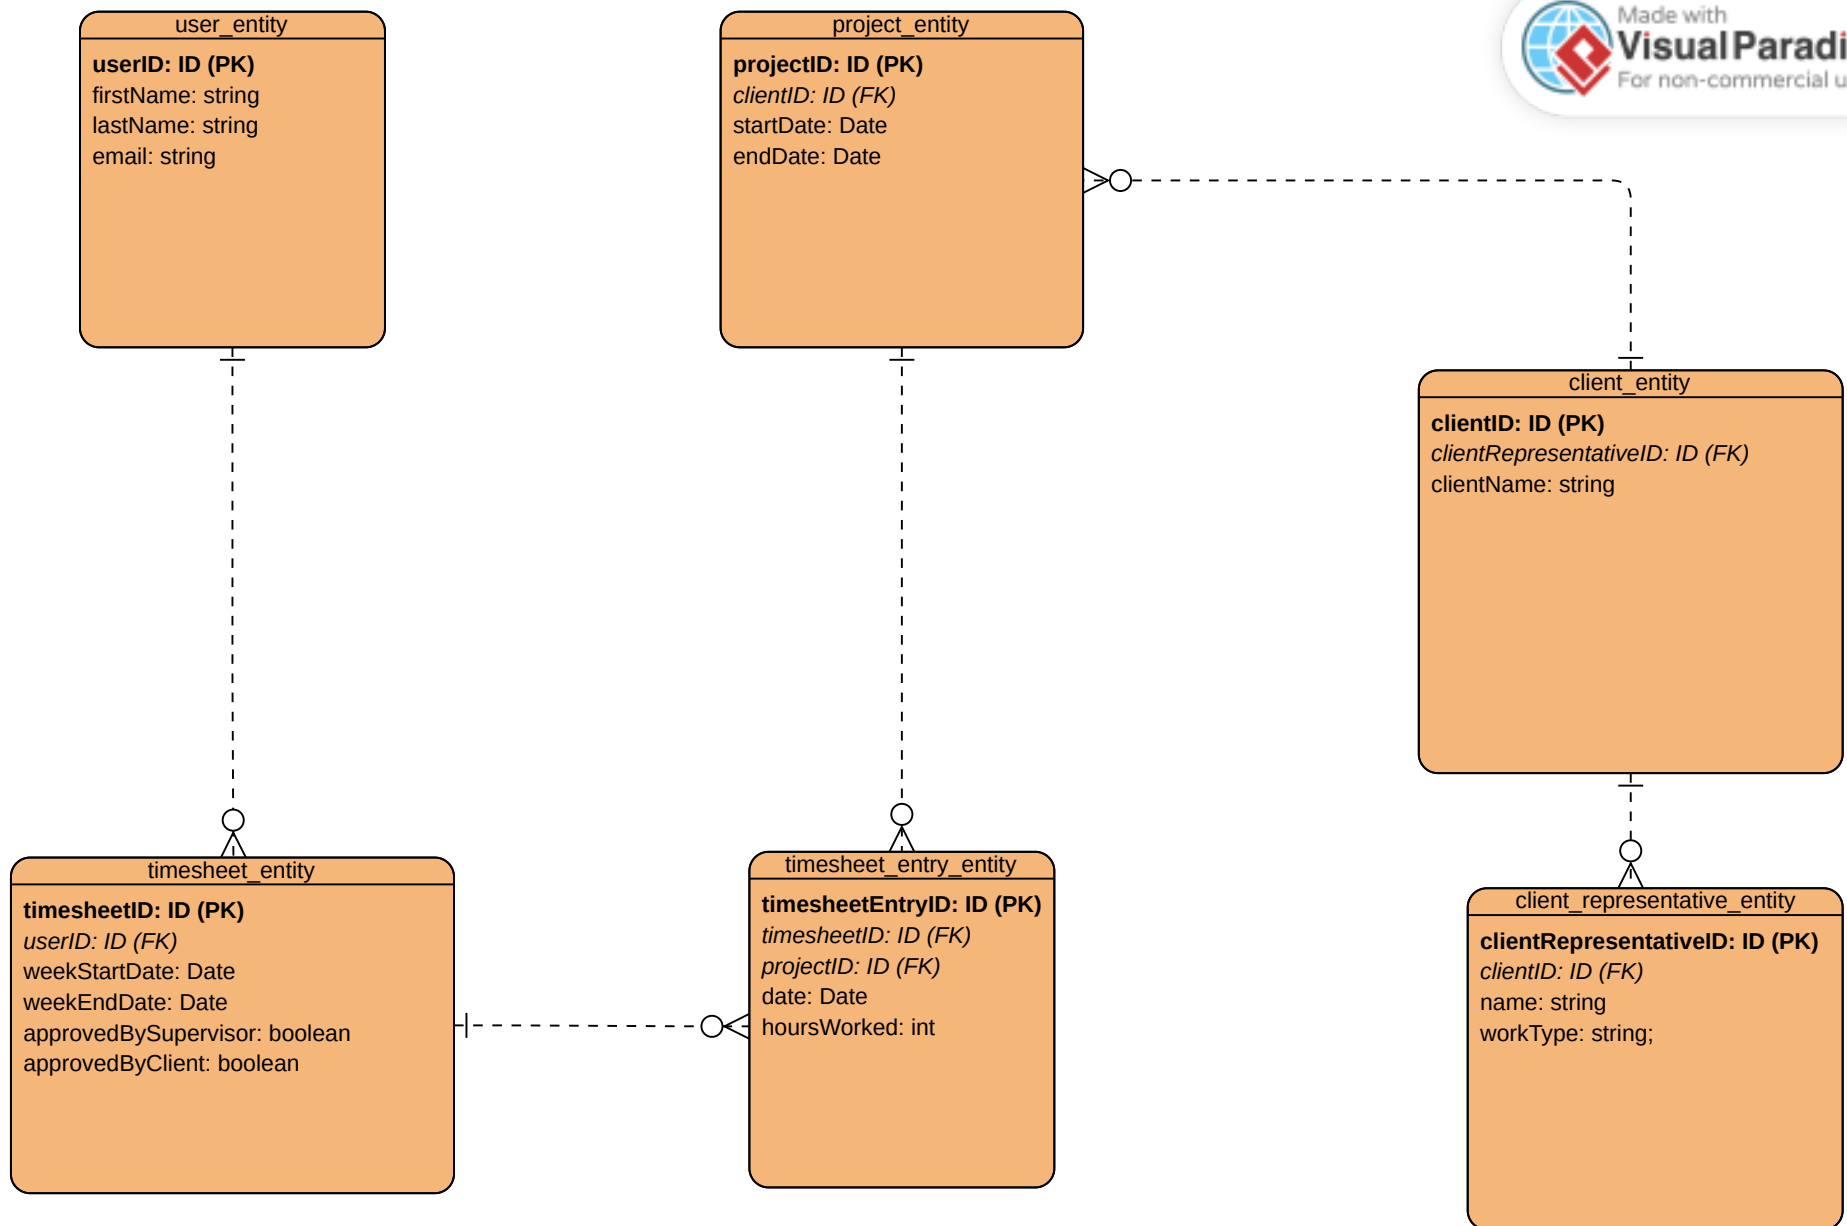 user_entity
userID: ID (PK)
firstName: string
lastName: string
email: string
project_entity
projectID: ID (PK)
clientID: ID (FK)
startDate: Date
endDate: Date
Made with
Visual Paradi
For non-commercial u
client_entity
clientID: ID (PK)
clientRepresentativeID: ID (FK)
clientName: string
timesheet_entity
timesheetID: ID (PK)
userID: ID (FK)
weekStartDate: Date
weekEndDate: Date
approvedBySupervisor: boolean
approvedByClient: boolean
timesheet_entry_entity
timesheetEntryID: ID (PK)
timesheetID: ID (FK)
projectID: ID (FK)
date: Date
hoursWorked: int
client_representative_entity
clientRepresentativeID: ID (PK)
clientID: ID (FK)
name: string
workType: string;